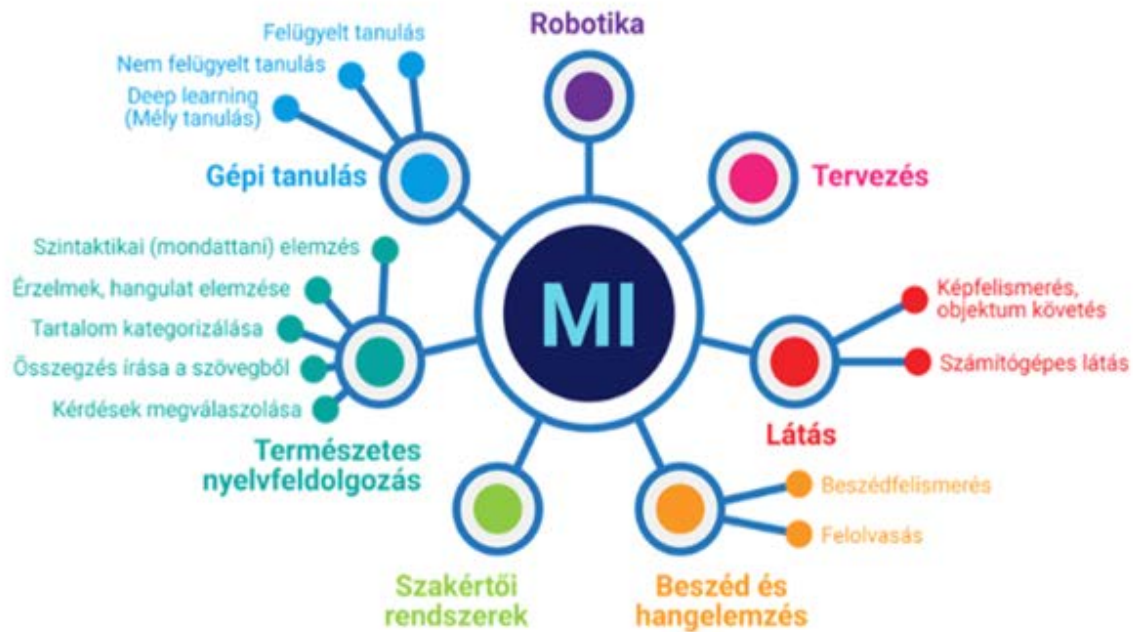 Robotika
Felügyelt tanulás
Nem felügyelt tanulás
Deep learning
(Mély tanulás)
Gépi tanulás
Tervezés
MI
Szintaktikai (mondattani) elemzés
Érzelmek, hangulat elemzése
Tartalom kategorizálása
Összegzés írása a szövegből
Kérdések megválaszolása
Természetes
nyelvfeldolgozás
Képfelismerés,
objektum követés
Számítógépes látás
Látás
Beszédfelismerés
Felolvasás
Szakértői
rendszerek
Beszéd és
hangelemzés